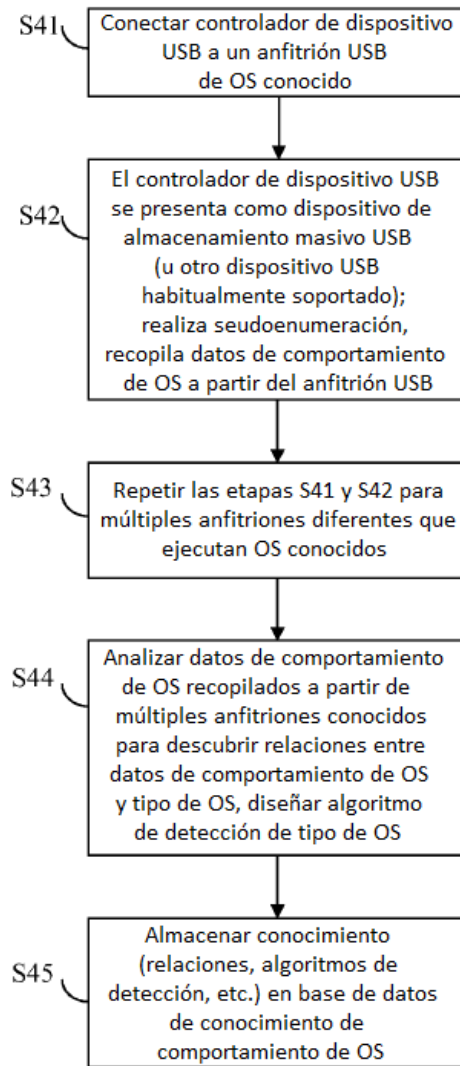 S41
Conectar controlador de dispositivo
USB a un anfitrión USB
de OS conocido
S42
El controlador de dispositivo USB
se presenta como dispositivo de
almacenamiento masivo USB
(u otro dispositivo USB
habitualmente soportado);
realiza seudoenumeración,
recopila datos de comportamiento
de OS a partir del anfitrión USB
S43
Repetir las etapas S41 y S42 para
múltiples anfitriones diferentes que
ejecutan OS conocidos
S44
Analizar datos de comportamiento
de OS recopilados a partir de
múltiples anfitriones conocidos
para descubrir relaciones entre
datos de comportamiento de OS
y tipo de OS, diseñar algoritmo
de detección de tipo de OS
S45
Almacenar conocimiento
(relaciones, algoritmos de
detección, etc.) en base de datos
de conocimiento de
comportamiento de OS